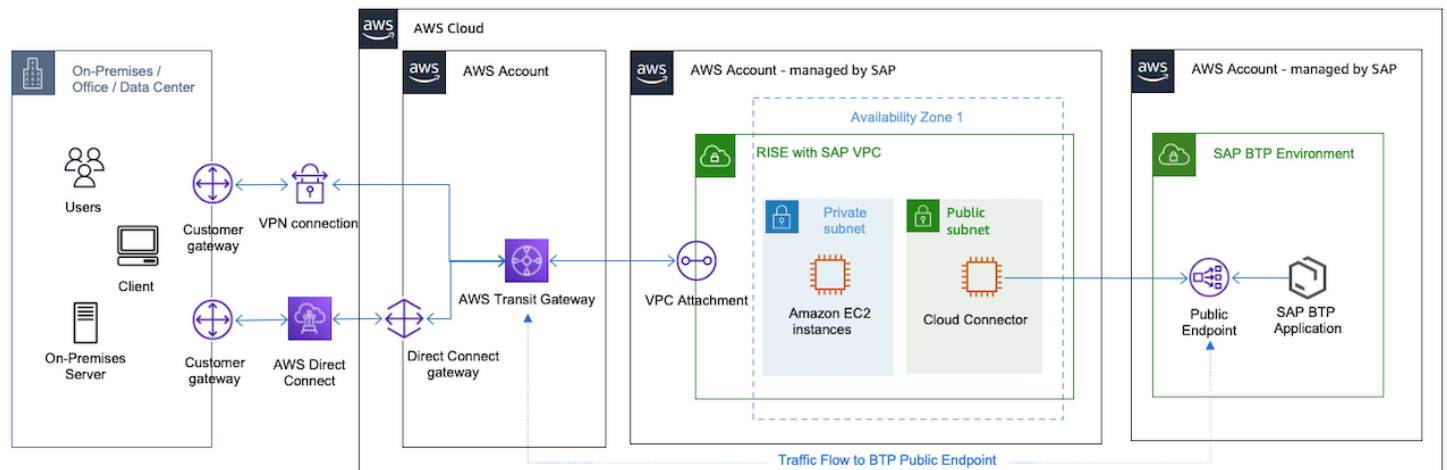 aws
AWS Cloud
On-Premises /
Office / Data Center
aws
AWS Account
aws
AWS Account - managed by SAP
aws
AWS Account - managed by SAP
Availability Zone 1
RISE with SAP VPC
SAP BTP Environment
Users
Customer
gateway
VPN connection
Client
Private
subnet
Public
subnet
AWS Transit Gateway
VPC Attachment
Amazon EC2
instances
Cloud Connector
Public
Endpoint
SAP BTP
Application
On-Premises
Server
Customer
gateway
AWS Direct
Connect
Direct Connect
gateway
Traffic Flow to BTP Public Endpoint